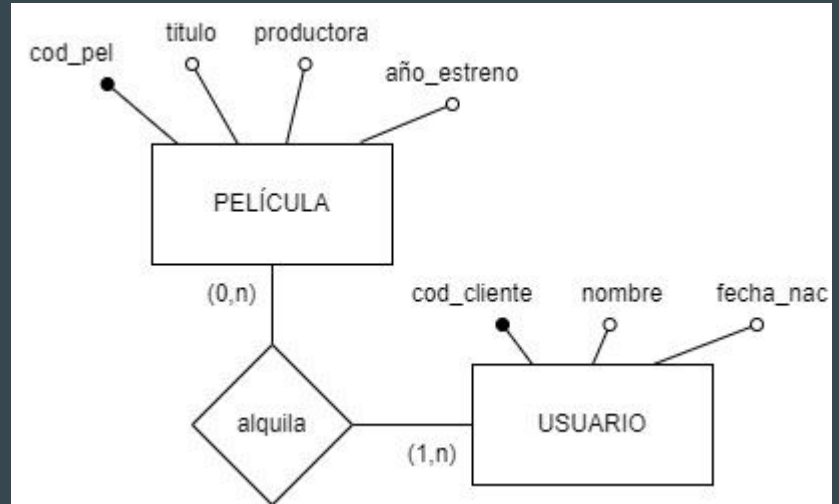 cod_pel
titulo
productora
año_estreno
PELÍCULA
(0,n)
cod_cliente
nombre
fecha_nac
alquila
(1,n)
USUARIO